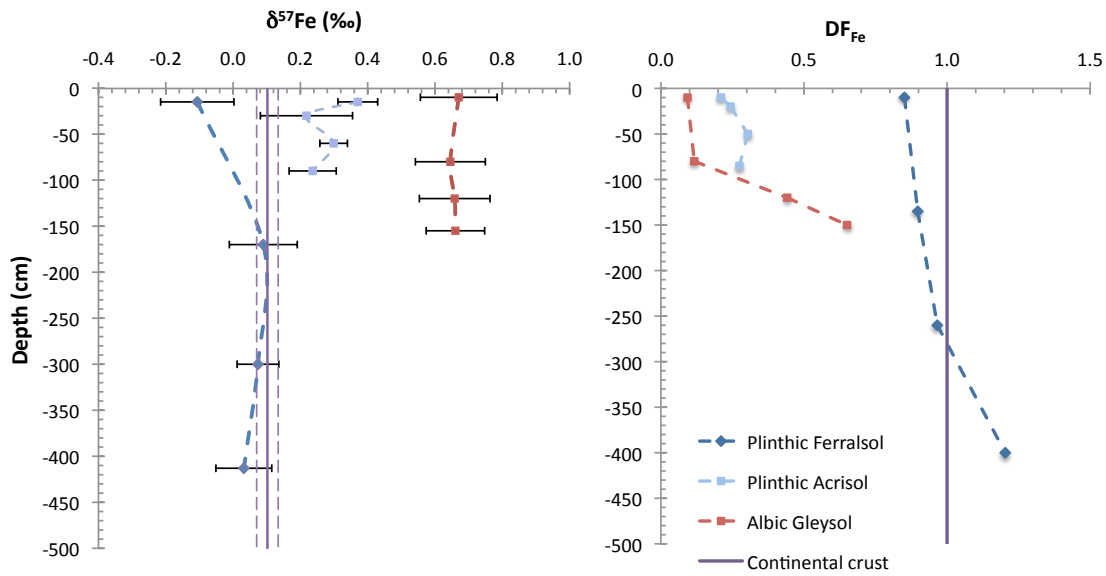 δ⁵⁷Fe (‰)
-0.4 -0.2 0.0 0.2 0.4 0.6 0.8 1.0
0
-50
-100
-150
-200
-250
-300
-350
-400
-450
-500
Depth (cm)
DF_Fe
0.0 0.5 1.0 1.5
0
-50
-100
-150
-200
-250
-300
-350
-400
-450
-500
Plinthic Ferralsol
Plinthic Acrisol
Albic Gleysol
Continental crust